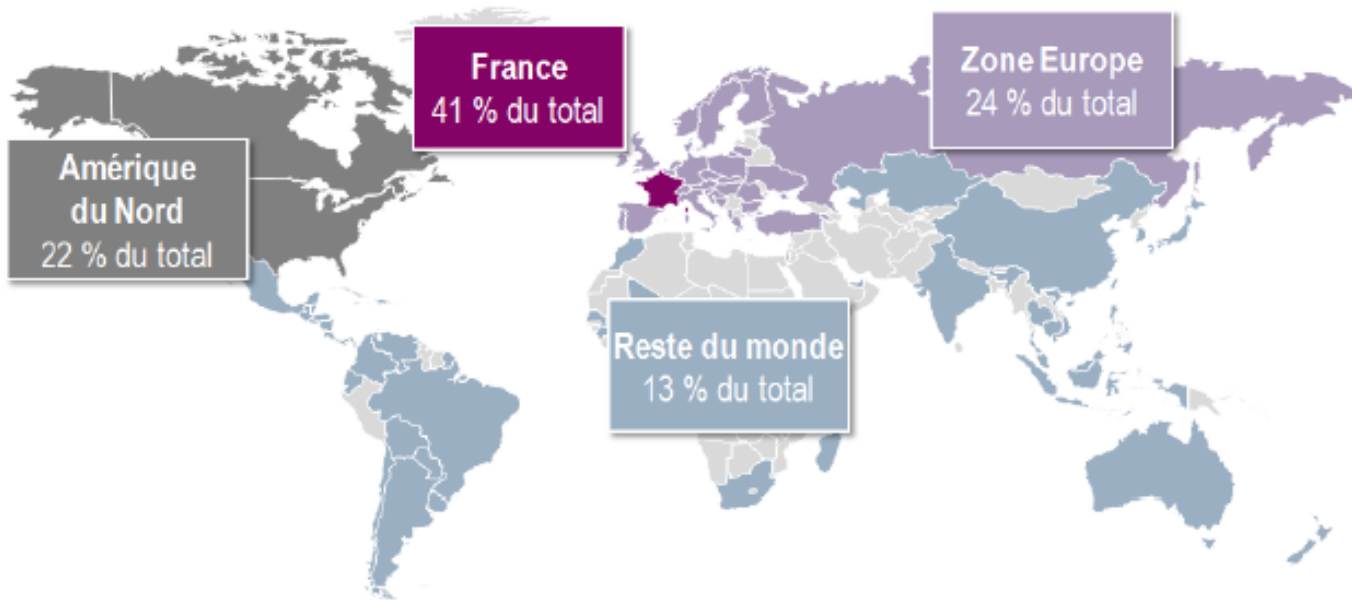 France
41 % du total
Zone Europe
24 % du total
Amérique
du Nord
22 % du total
Reste du monde
13 % du total